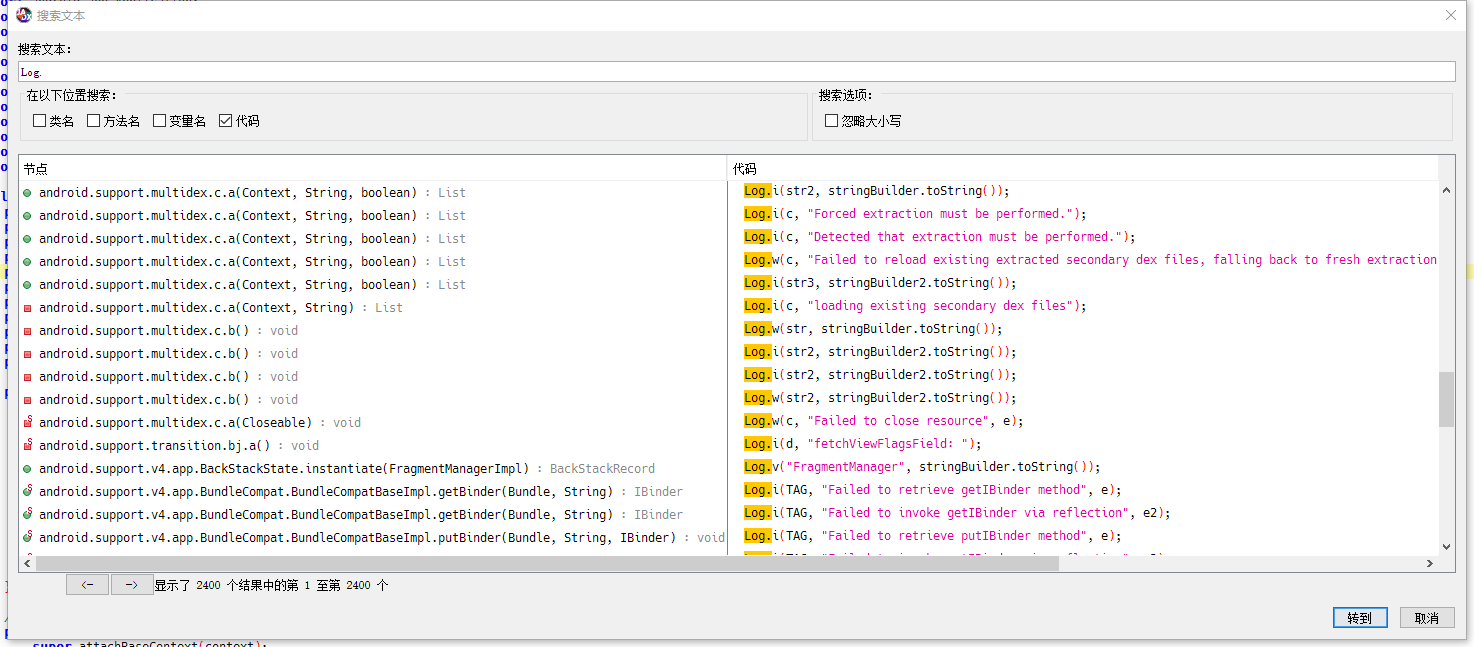 搜索文本
搜索文本：
Log.
在以下位置搜索：
类名 方法名 变量名 代码
搜索选项：
忽略大小写
节点 代码
android.support.multidex.c.a(Context, String, boolean) : List Log.i(str2, stringBuilder.toString());
android.support.multidex.c.a(Context, String, boolean) : List Log.i(c, "Forced extraction must be performed.");
android.support.multidex.c.a(Context, String, boolean) : List Log.i(c, "Detected that extraction must be performed.");
android.support.multidex.c.a(Context, String, boolean) : List Log.w(c, "Failed to reload existing extracted secondary dex files, falling back to fresh extraction
android.support.multidex.c.a(Context, String, boolean) : List Log.i(str3, stringBuilder2.toString());
android.support.multidex.c.a(Context, String) : List Log.i(c, "loading existing secondary dex files");
android.support.multidex.c.b() : void Log.w(str, stringBuilder.toString());
android.support.multidex.c.b() : void Log.i(str2, stringBuilder2.toString());
android.support.multidex.c.b() : void Log.i(str2, stringBuilder2.toString());
android.support.multidex.c.b() : void Log.w(str2, stringBuilder2.toString());
android.support.multidex.c.a(Closeable) : void Log.w(c, "Failed to close resource", e);
android.support.transition.bj.a() : void Log.i(d, "fetchViewFlagsField: ");
android.support.v4.app.BackStackState.instantiate(FragmentManagerImpl) : BackStackRecord Log.v("FragmentManager", stringBuilder.toString());
android.support.v4.app.BundleCompat.BundleCompatBaseImpl.getBinder(Bundle, String) : IBinder Log.i(TAG, "Failed to retrieve getIBinder method", e);
android.support.v4.app.BundleCompat.BundleCompatBaseImpl.getBinder(Bundle, String) : IBinder Log.i(TAG, "Failed to invoke getIBinder via reflection", e2);
android.support.v4.app.BundleCompat.BundleCompatBaseImpl.putBinder(Bundle, String, IBinder) : void Log.i(TAG, "Failed to retrieve putIBinder method", e);
<- -> 显示了 2400 个结果中的第 1 至第 2400 个
转到 取消
super.attachBaseContext(context);